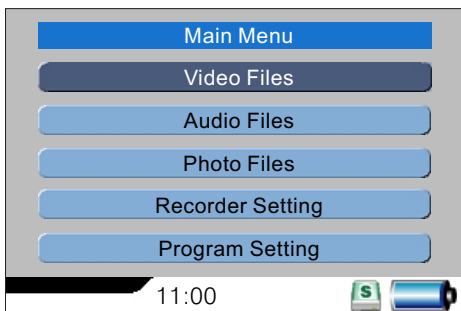 Main Menu
Video Files
Audio Files
Photo Files
Recorder Setting
Program Setting
11:00
S